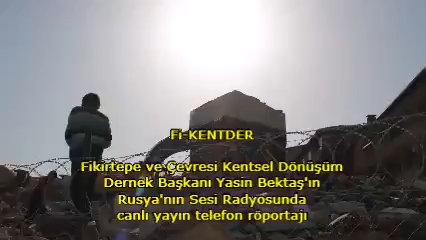 Fi-KENTDER
Fikirtepe ve Çevresi Kentsel Dönüşüm
Dernek Başkanı Yasin Bektaş'ın
Rusya'nın Sesi Radyosunda
canlı yayın telefon röportajı